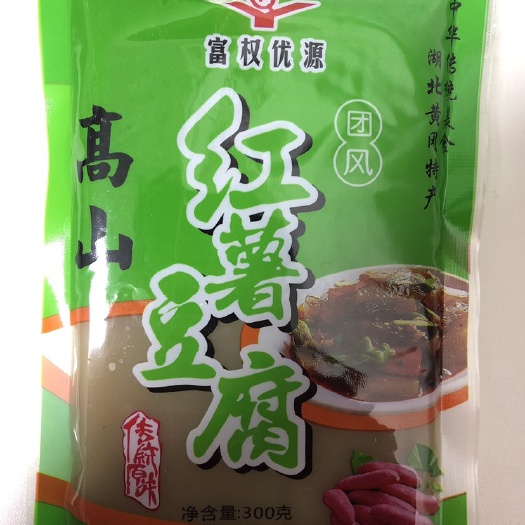 富权优源
中华传统美食
湖北黄冈特产
团风
高山
红薯豆腐
传统百味
净含量:300克